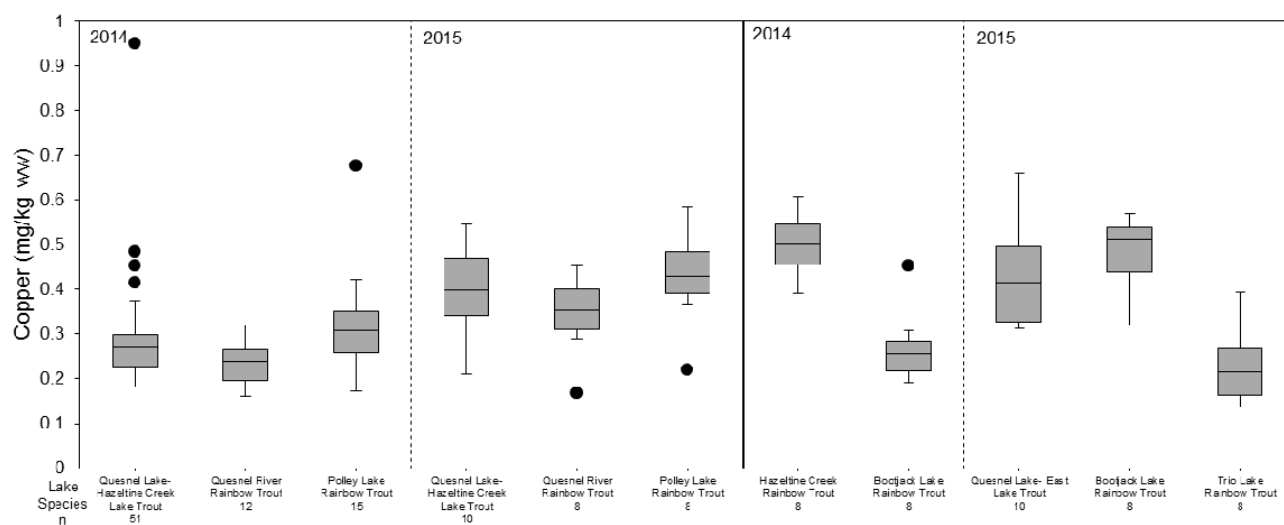 1
2014
2015
2014
2015
0.9
0.8
0.7
0.6
0.5
0.4
0.3
0.2
0.1
0
Copper (mg/kg ww)
Lake
Species
n
Quesnel Lake-
Hazeltine Creek
Lake Trout
51
Quesnel River
Rainbow Trout
12
Polley Lake
Rainbow Trout
15
Quesnel Lake-
Hazeltine Creek
Lake Trout
10
Quesnel River
Rainbow Trout
8
Polley Lake
Rainbow Trout
8
Hazeltine Creek
Rainbow Trout
8
Bootjack Lake
Rainbow Trout
8
Quesnel Lake- East
Lake Trout
10
Bootjack Lake
Rainbow Trout
8
Trio Lake
Rainbow Trout
8